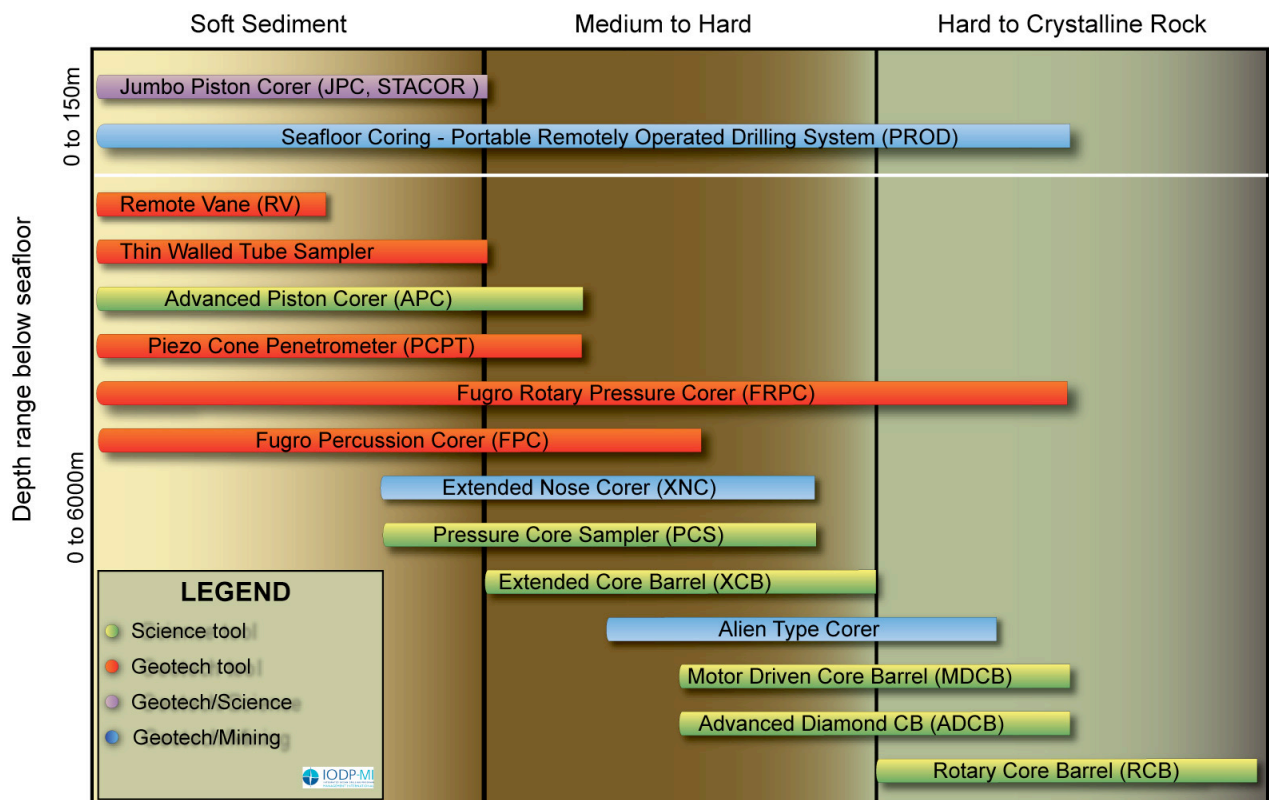 Soft Sediment
Medium to Hard
Hard to Crystalline Rock
Depth range below seafloor
0 to 150m
Jumbo Piston Corer (JPC, STACOR )
Seafloor Coring - Portable Remotely Operated Drilling System (PROD)
0 to 6000m
Remote Vane (RV)
Thin Walled Tube Sampler
Advanced Piston Corer (APC)
Piezo Cone Penetrometer (PCPT)
Fugro Rotary Pressure Corer (FRPC)
Fugro Percussion Corer (FPC)
Extended Nose Corer (XNC)
Pressure Core Sampler (PCS)
Extended Core Barrel (XCB)
Alien Type Corer
Motor Driven Core Barrel (MDCB)
Advanced Diamond CB (ADCB)
Rotary Core Barrel (RCB)
LEGEND
Science tool
Geotech tool
Geotech/Science
Geotech/Mining
IODP-MI